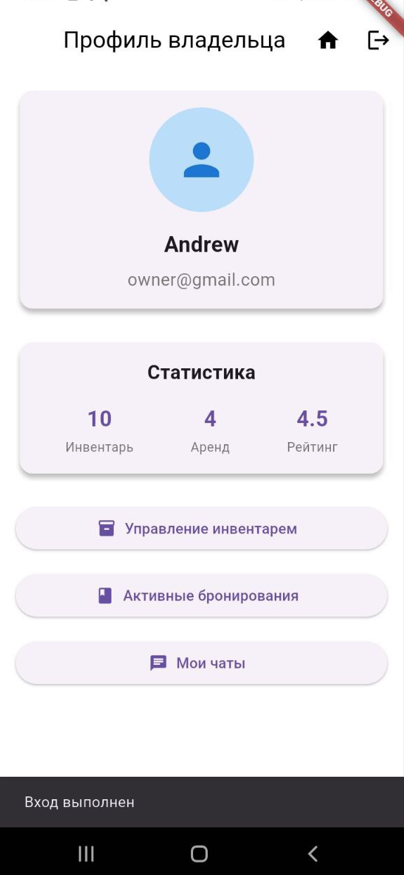 Профиль владельца
Andrew
owner@gmail.com
Статистика
10 4 4.5
Инвентарь Аренд Рейтинг
Управление инвентарем
Активные бронирования
Мои чаты
Вход выполнен